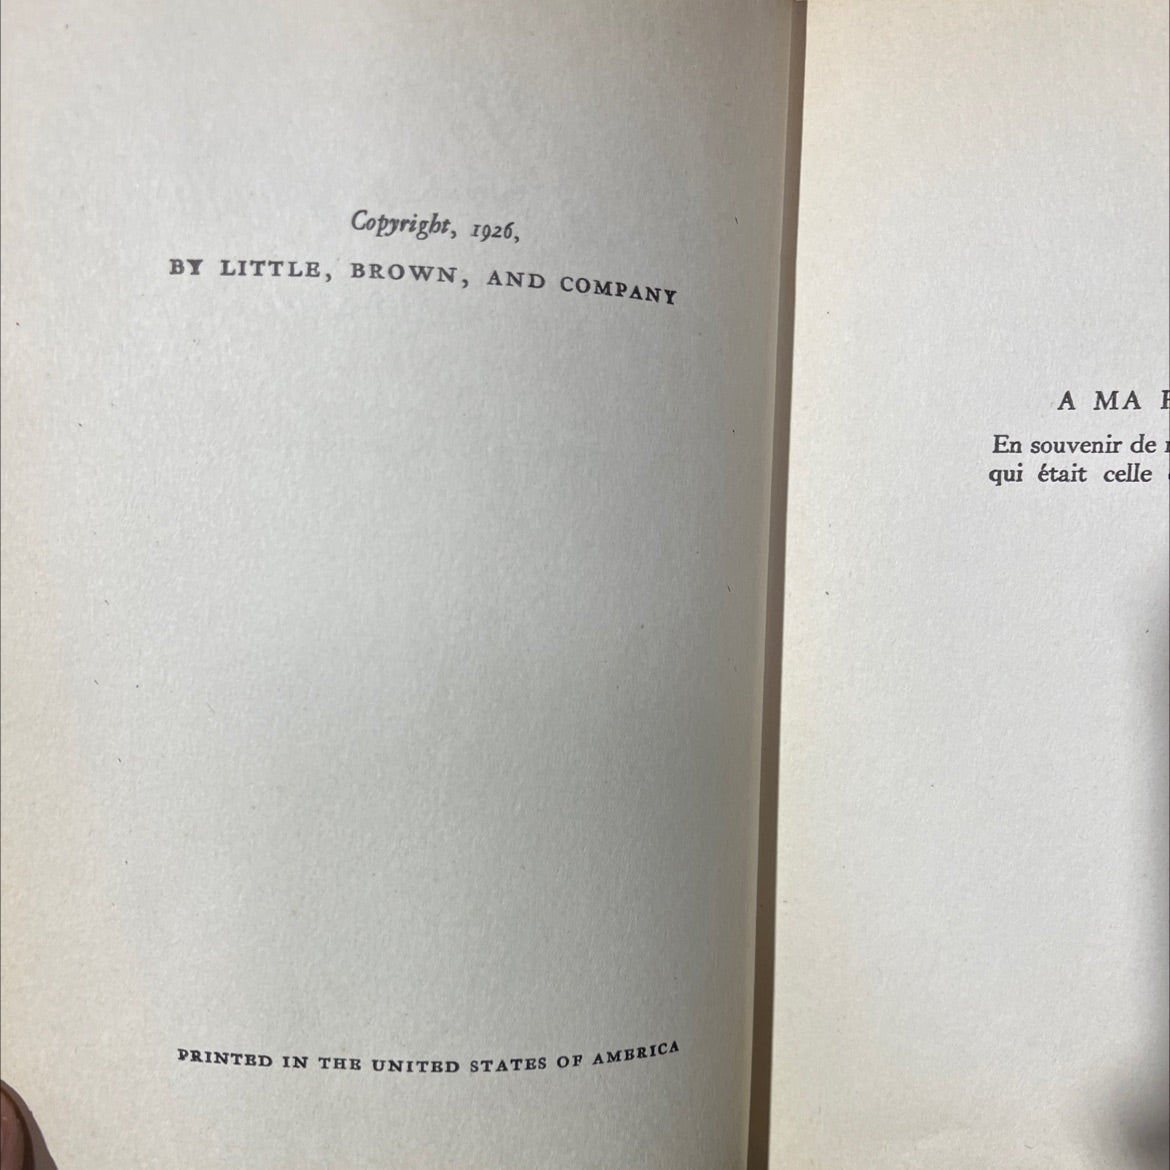 Copyright, 1926,
BY LITTLE, BROWN, AND COMPANY
PRINTED IN THE UNITED STATES OF AMERICA
A MA
En souvenir de
qui était celle